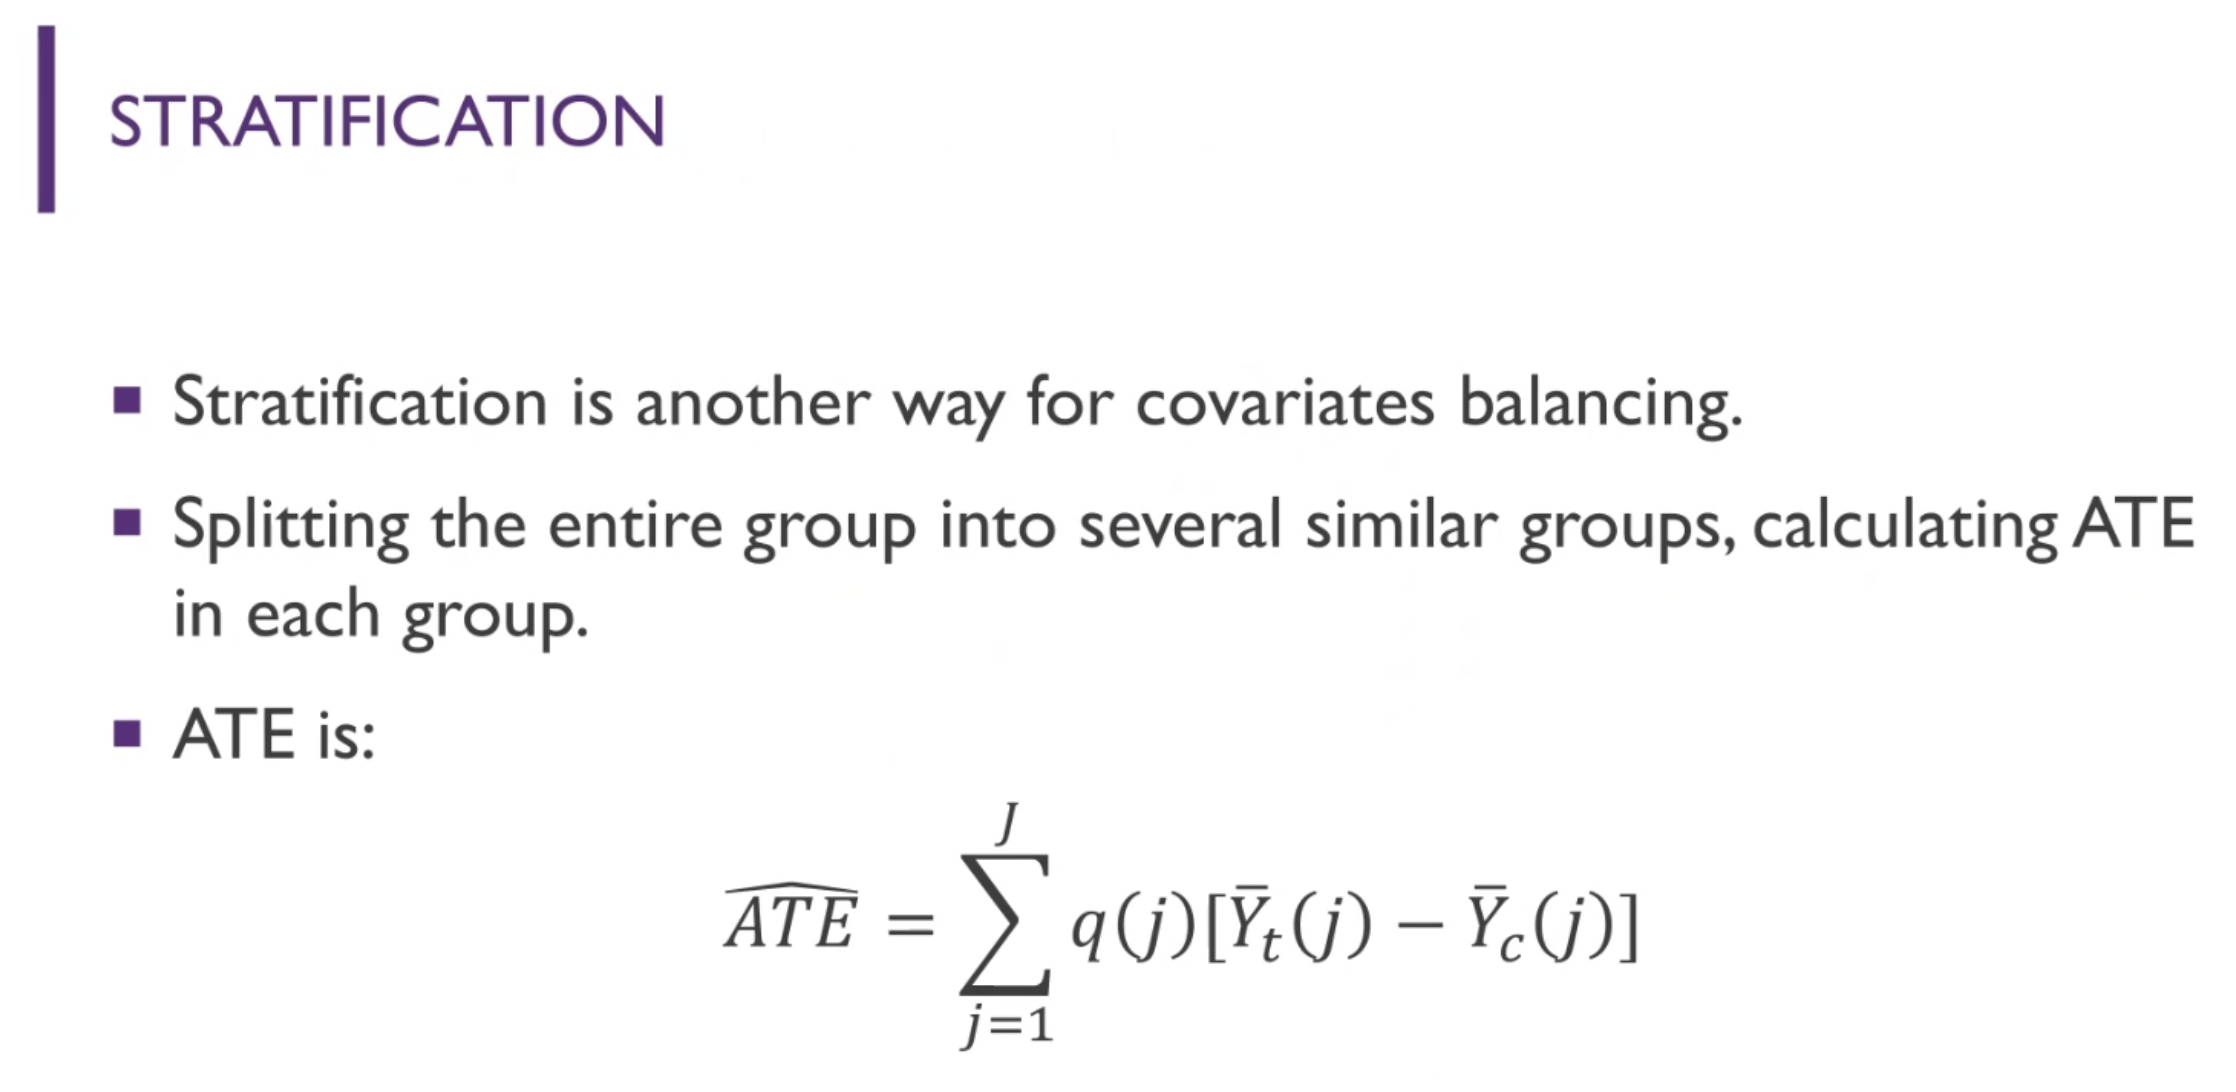 STRATIFICATION
▪ Stratification is another way for covariates balancing.
▪ Splitting the entire group into several similar groups, calculating ATE
in each group.
▪ ATE is:
$\widehat{ATE} = \sum_{j=1}^{J} q(j)[\bar{Y}_t(j) - \bar{Y}_c(j)]$